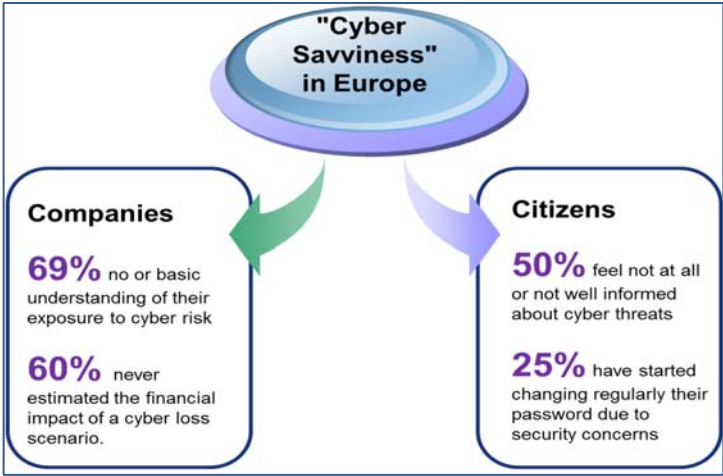 "Cyber
Savviness"
in Europe
Companies
69% no or basic
understanding of their
exposure to cyber risk
60% never
estimated the financial
impact of a cyber loss
scenario.
Citizens
50% feel not at all
or not well informed
about cyber threats
25% have started
changing regularly their
password due to
security concerns